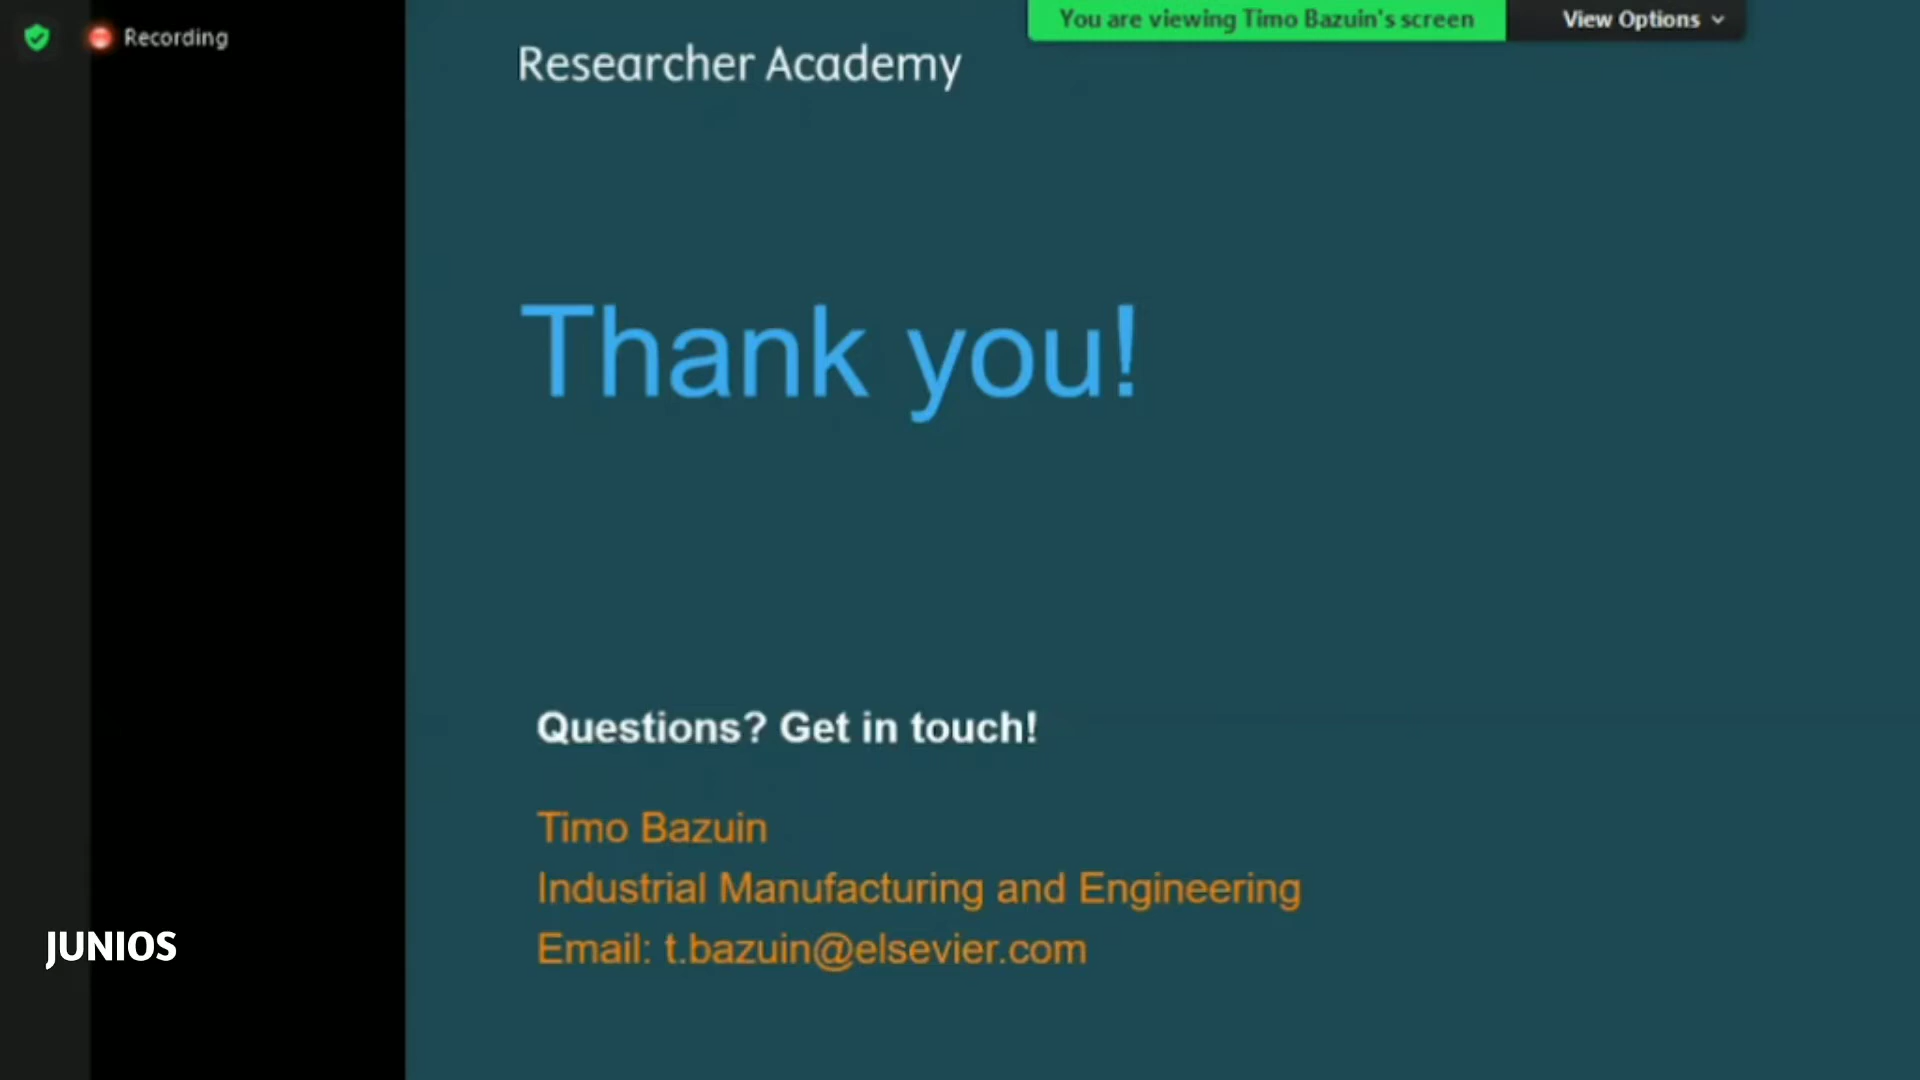 Recording
You are viewing Timo Bazuin's screen
View Options
Researcher Academy
Thank you!
Questions? Get in touch!
Timo Bazuin
Industrial Manufacturing and Engineering
Email: t.bazuin@elsevier.com
JUNIOS